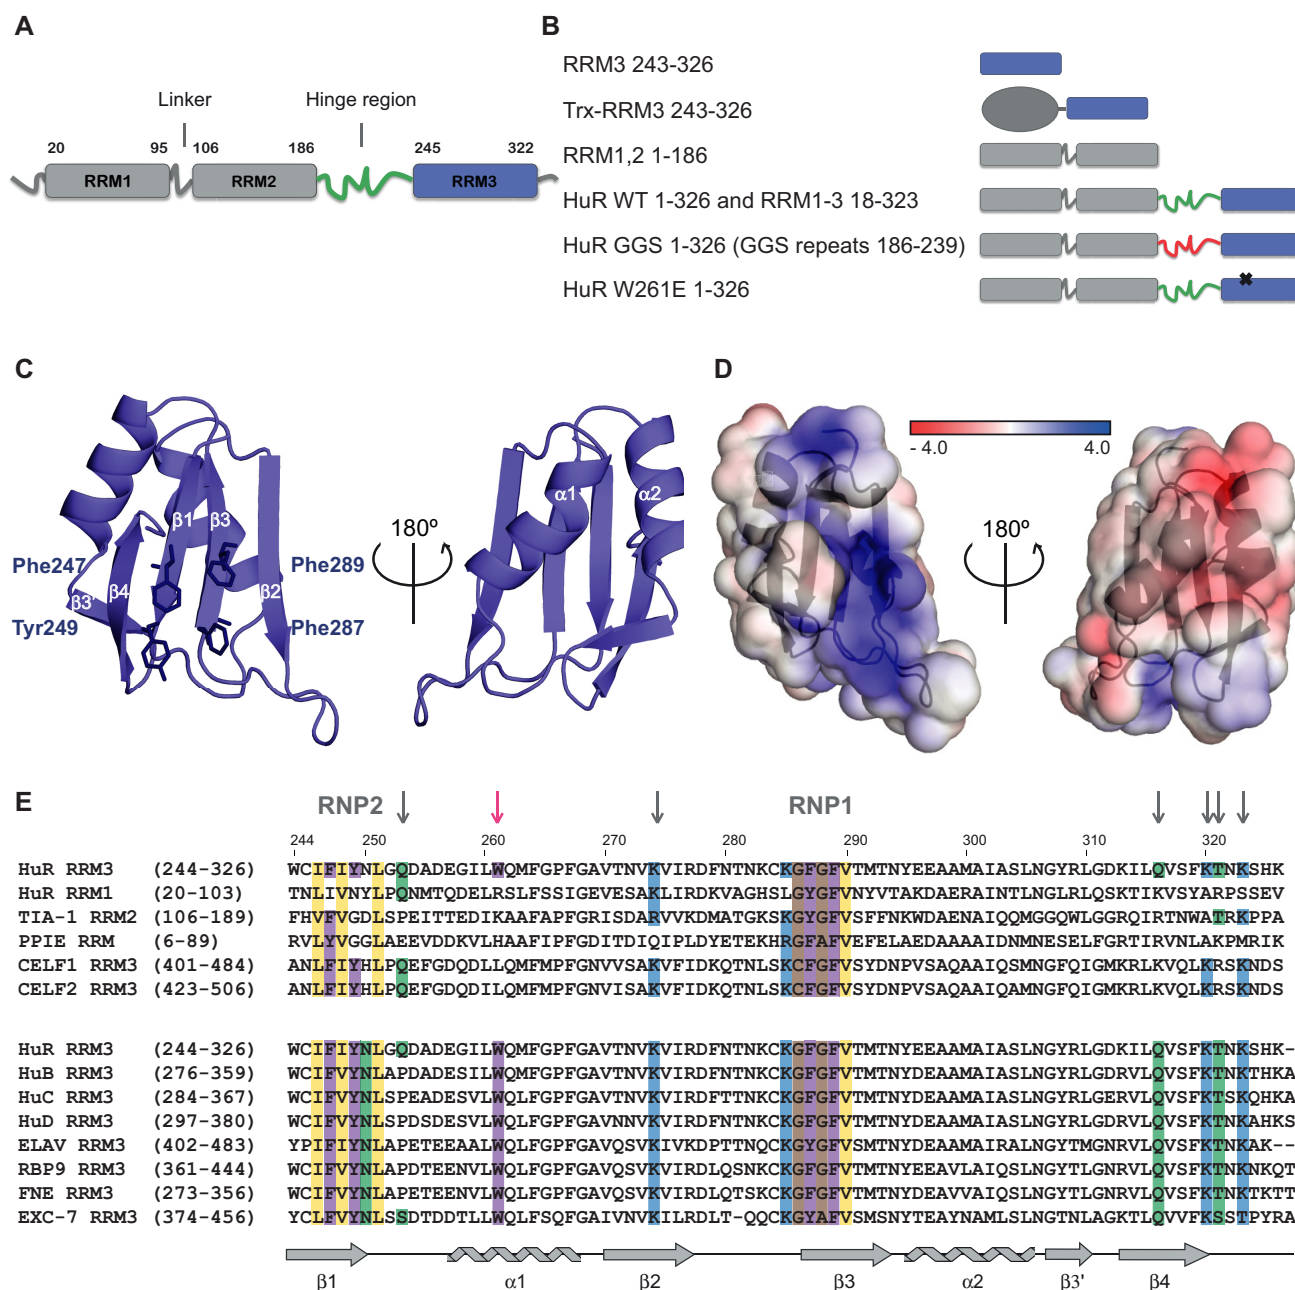 A
Linker
Hinge region
20
95
106
186
245
322
RRM1
RRM2
RRM3
B
RRM3 243-326
Trx-RRM3 243-326
RRM1,2 1-186
HuR WT 1-326 and RRM1-3 18-323
HuR GGS 1-326 (GGS repeats 186-239)
HuR W261E 1-326
C
β1
β3
Phe247
β3'
β4
Tyr249
Phe289
β2
Phe287
180º
α1
α2
D
- 4.0
4.0
180º
E
RNP2
RNP1
244
250
260
270
280
290
300
310
320
HuR RRM3 (244-326) WCIFIYNLGQDADEGILWQMFGPFGAVTNVKVIRDFNTNKCKGFGFVTMTNYEEAAMAIASLNGYRLGDKILQVSFKTNKSHK
HuR RRM1 (20-103) TNLIVNYLPQNMTQDELRSLFSSIGEVESAKLIRDKVAGHSLGYGFVNYVTAKDAERAINTLNGLRLQSKTIKVSYARPSSEV
TIA-1 RRM2 (106-189) FHVFVGDLSPEITTEDIKAAFAPFGRISDARVVKDMATGKSKGYGFVSFFNKWDAENAIQQMGGQWLGGRQIRTNWATRKPPA
PPIE RRM (6-89) RVLYVGGLAEEVDDKVLHAAFIPFGDITDIQIPLDYETEKHRGFAFVEFELAEDAAAAIDNMNESELFGRTIRVNLAKPMRIK
CELF1 RRM3 (401-484) ANLFIYHLPQEFGDQDLLQMFMPFGNVVSAKVFIDKQTNLSKCFGFVSYDNPVSAQAAIQSMNGFQIGMKRLKVQLKRSKNDS
CELF2 RRM3 (423-506) ANLFIYHLPQEFGDQDILQMFMPFGNVISAKVFIDKQTNLSKCFGFVSYDNPVSAQAAIQAMNGFQIGMKRLKVQLKRSKNDS
HuR RRM3 (244-326) WCIFVYNLGQDADEGILWQMFGPFGAVTNVKVIRDFNTNKCKGFGFVTMTNYEEAAMAIASLNGYRLGDKILQVSFKTNKSHK-
HuB RRM3 (276-359) WCIFVYNLAPDADESILWQMFGPFGAVTNVKVIRDFNTNKCKGFGFVTMTNYDEAAMAIASLNGYRLGDRVLQVSFKTNKTHKA
HuC RRM3 (284-367) WCIFVYNLSPEADESVLWQLFGPFGAVTNVKVIRDFTTNKCKGFGFVTMTNYDEAAMAIASLNGYRLGERVLQVSFKTSKQHKA
HuD RRM3 (297-380) WCIFVYNLSPDSDESVLWQLFGPFGAVNNVKVIRDFNTNKCKGFGFVTMTNYDEAAMAIASLNGYRLGDRVLQVSFKTNKAHKS
ELAV RRM3 (402-483) YPIFIYNLAPETEEAALWQLFGPFGAVQSVKIVKDPTTNQCKGYGFVSMTNYDEAAMAIRALNGYTMGNRVLQVSFKTNKAK--
RBP9 RRM3 (361-444) WCIFVYNLAPDTEENVLWQLFGPFGAVQSVKVIRDLQSNKCKGFGFVTMTNYEEAVLAIQSLNGYTLGNRVLQVSFKTNKNKQT
FNE RRM3 (273-356) WCIFVYNLAPETEENVLWQLFGPFGAVQSVKVIRDLQTSKCKGFGFVTMTNYDEAVVAIQSLNGYTLGNRVLQVSFKTNKTKTT
EXC-7 RRM3 (374-456) YCLFVYNLSSDTDDTLLWQLFSQFGAIVNVKILRDLT-QQCKGYAFVSMSNYTEAYNAMLSLNGTNLAGKTLQVVFKSSTPYRA
β1
α1
β2
β3
α2
β3'
β4